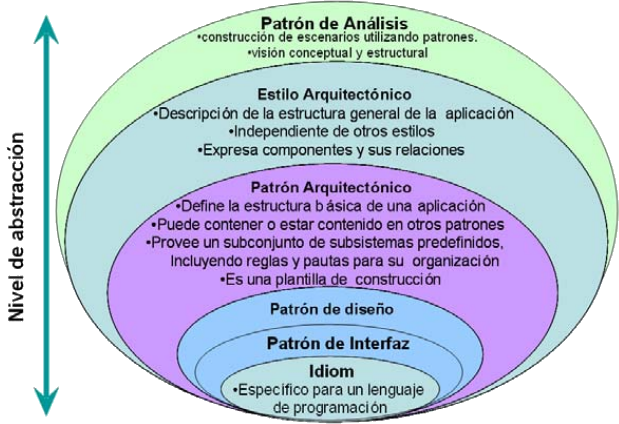 Nivel de abstracción
Patrón de Análisis
•construcción de escenarios utilizando patrones.
•visión conceptual y estructural
Estilo Arquitectónico
•Descripción de la estructura general de la aplicación
•Independiente de otros estilos
•Expresa componentes y sus relaciones
Patrón Arquitectónico
•Define la estructura básica de una aplicación
•Puede contener o estar contenido en otros patrones
•Provee un subconjunto de subsistemas predefinidos,
Incluyendo reglas y pautas para su organización
•Es una plantilla de construcción
Patrón de diseño
Patrón de Interfaz
Idiom
•Específico para un lenguaje
de programación